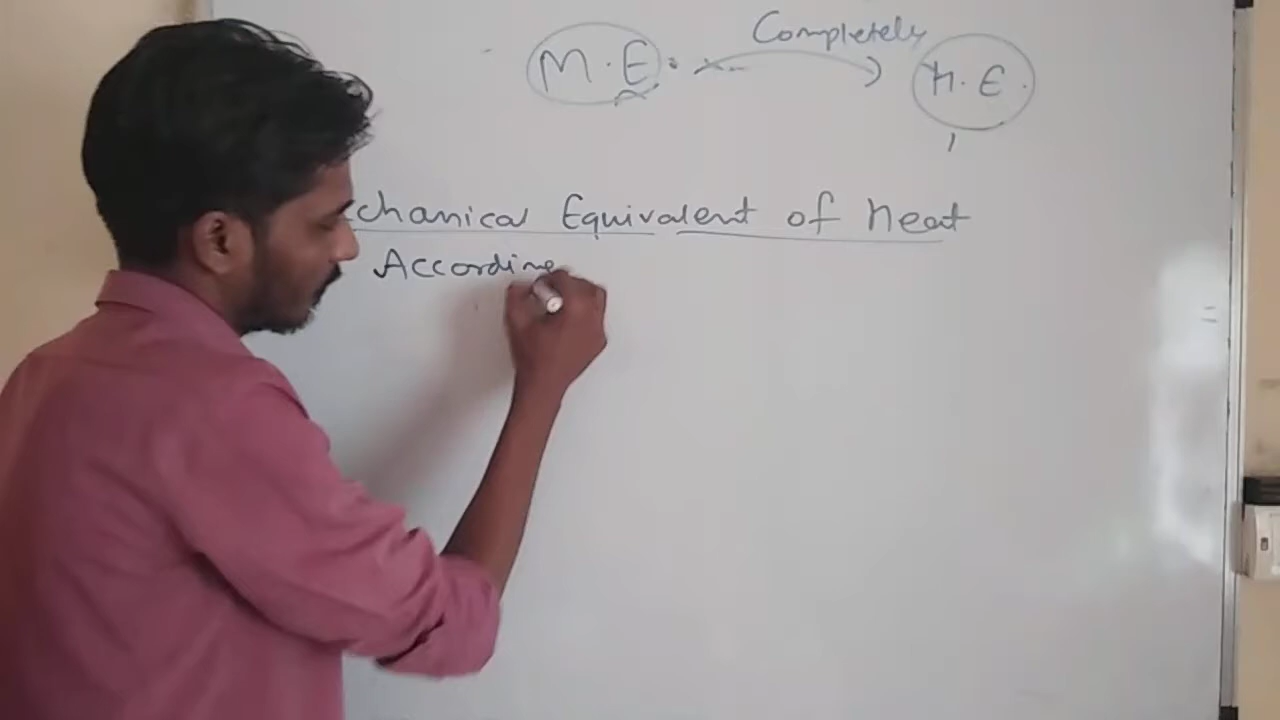 Completely
M.E. H.E.
chanical Equivalent of Heat
According